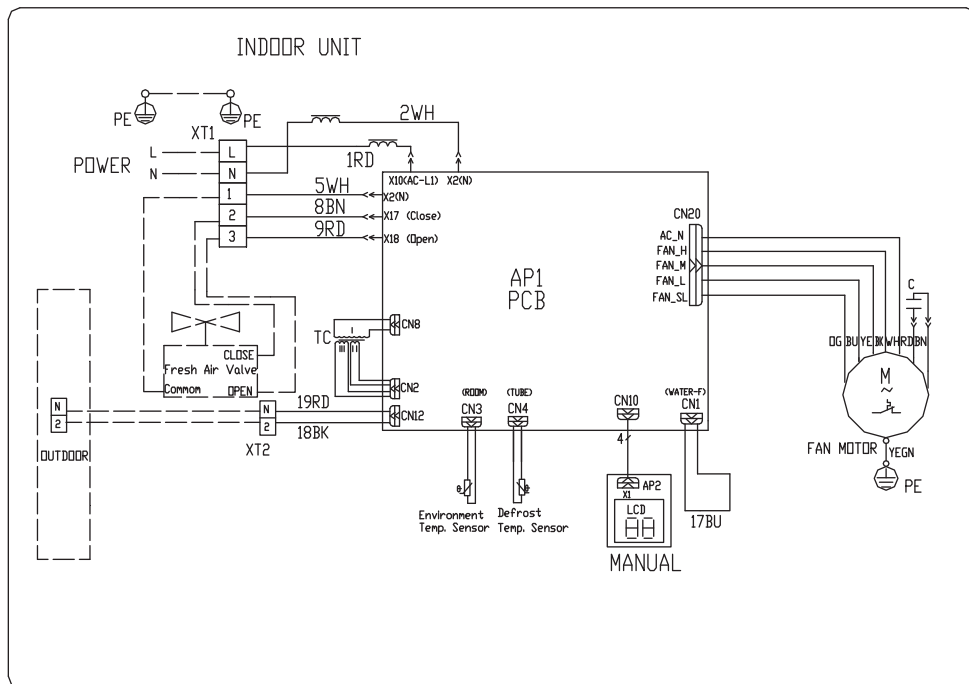 INDOOR UNIT
PE
PE
XT1
POWER
L
N
L
N
1
2
3
2WH
1RD
5WH
8BN
9RD
X10(AC-L1)
X2(N)
X2(N)
X17 (Close)
X18 (Open)
AP1
PCB
CN20
AC_N
FAN_H
FAN_M
FAN_L
FAN_SL
C
OG BU YE BK WH RD BN
M
~
FAN MOTOR
YEGN
PE
TC
I
III
II
CN8
CN2
CN12
CLOSE
Fresh Air Valve
Commom
OPEN
N
2
OUTDOOR
N
2
XT2
19RD
18BK
(ROOM)
CN3
(TUBE)
CN4
CN10
(WATER-F)
CN1
4
Environment
Temp. Sensor
Defrost
Temp. Sensor
AP2
X1
LCD
88
MANUAL
17BU